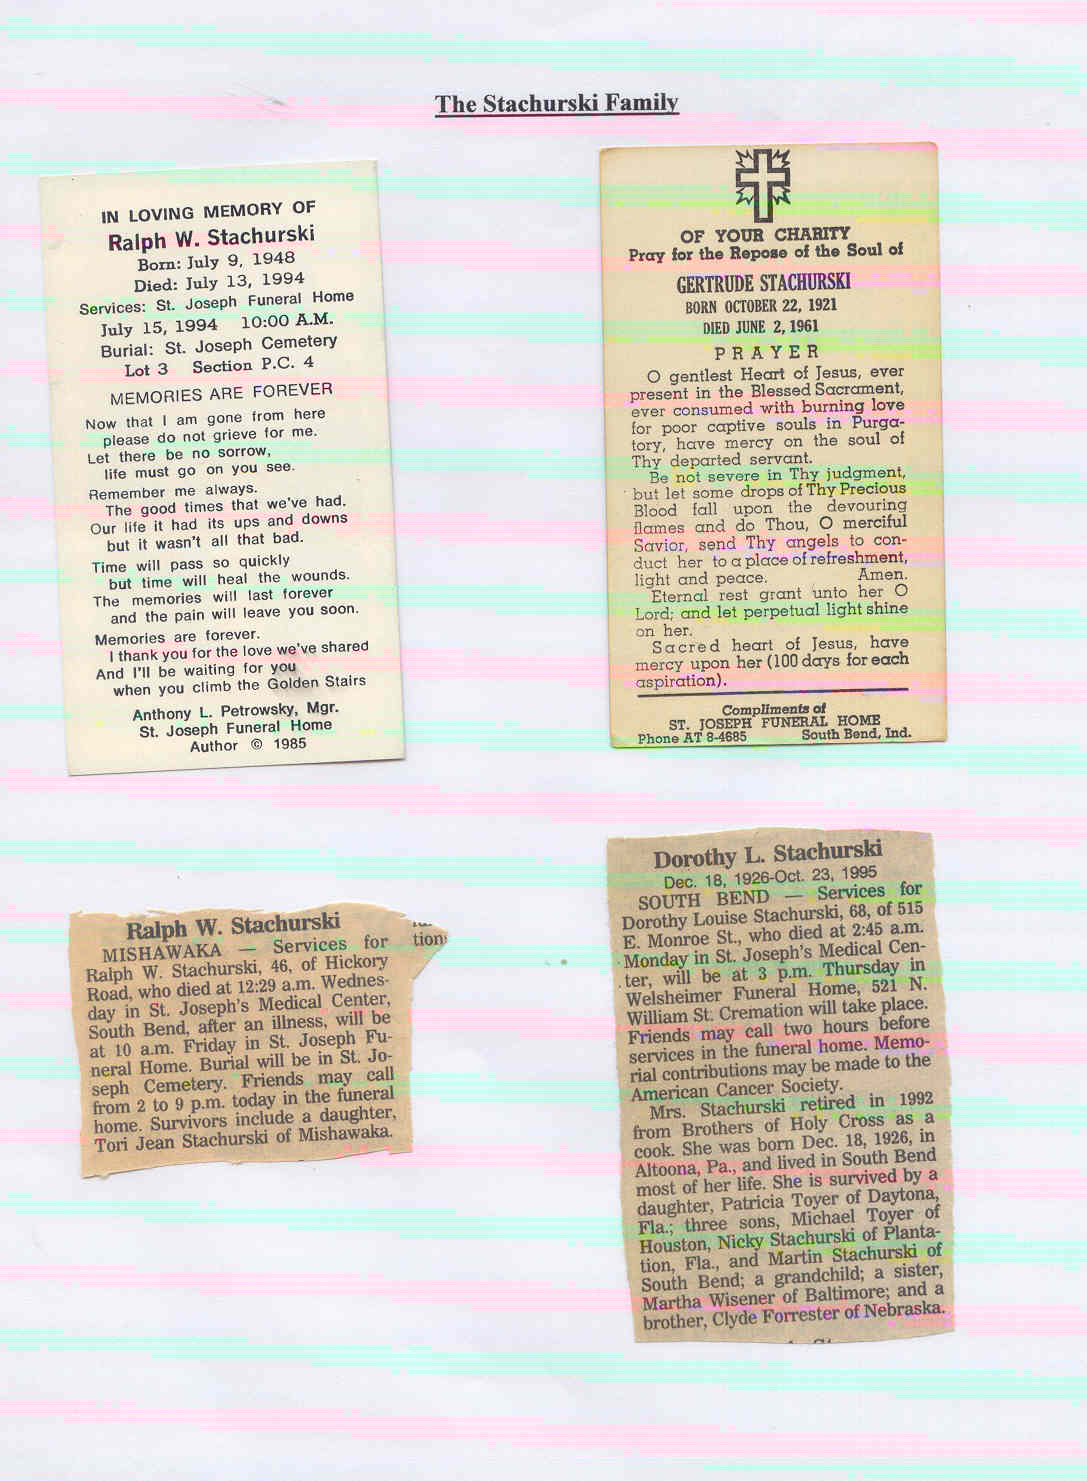 The Stachurski Family
IN LOVING MEMORY OF
Ralph W. Stachurski
Born: July 9, 1948
Died: July 13, 1994
Services: St. Joseph Funeral Home
July 15, 1994 10:00 A.M.
Burial: St. Joseph Cemetery
Lot 3 Section P.C. 4
MEMORIES ARE FOREVER
Now that I am gone from here
please do not grieve for me.
Let there be no sorrow,
life must go on you see.
Remember me always.
The good times that we've had.
Our life it had its ups and downs
but it wasn't all that bad.
Time will pass so quickly
but time will heal the wounds.
The memories will last forever
and the pain will leave you soon.
Memories are forever.
I thank you for the love we've shared
And I'll be waiting for you
when you climb the Golden Stairs
Anthony L. Petrowsky, Mgr.
St. Joseph Funeral Home
Author © 1985
OF YOUR CHARITY
Pray for the Repose of the Soul of
GERTRUDE STACHURSKI
BORN OCTOBER 22, 1921
DIED JUNE 2, 1961
PRAYER
O gentlest Heart of Jesus, ever
present in the Blessed Sacrament,
ever consumed with burning love
for poor captive souls in Purga-
tory, have mercy on the soul of
Thy departed servant.
Be not severe in Thy judgment,
but let some drops of Thy Precious
Blood fall upon the devouring
flames and do Thou, O merciful
Savior, send Thy angels to con-
duct her to a place of refreshment,
light and peace. Amen.
Eternal rest grant unto her O
Lord; and let perpetual light shine
on her.
Sacred heart of Jesus, have
mercy upon her (100 days for each
aspiration).
Compliments of
ST. JOSEPH FUNERAL HOME
Phone AT 8-4685 South Bend, Ind.
Ralph W. Stachurski
MISHAWAKA — Services for
Ralph W. Stachurski, 46, of Hickory
Road, who died at 12:29 a.m. Wednes-
day in St. Joseph's Medical Center,
South Bend, after an illness, will be
at 10 a.m. Friday in St. Joseph Fu-
neral Home. Burial will be in St. Jo-
seph Cemetery. Friends may call
from 2 to 9 p.m. today in the funeral
home. Survivors include a daughter,
Tori Jean Stachurski of Mishawaka.
Dorothy L. Stachurski
Dec. 18, 1926-Oct. 23, 1995
SOUTH BEND — Services for
Dorothy Louise Stachurski, 68, of 515
E. Monroe St., who died at 2:45 a.m.
Monday in St. Joseph's Medical Cen-
ter, will be at 3 p.m. Thursday in
Welsheimer Funeral Home, 521 N.
William St. Cremation will take place.
Friends may call two hours before
services in the funeral home. Memo-
rial contributions may be made to the
American Cancer Society.
Mrs. Stachurski retired in 1992
from Brothers of Holy Cross as a
cook. She was born Dec. 18, 1926, in
Altoona, Pa., and lived in South Bend
most of her life. She is survived by a
daughter, Patricia Toyer of Daytona,
Fla.; three sons, Michael Toyer of
Houston, Nicky Stachurski of Planta-
tion, Fla., and Martin Stachurski of
South Bend; a grandchild; a sister,
Martha Wisener of Baltimore; and a
brother, Clyde Forrester of Nebraska.